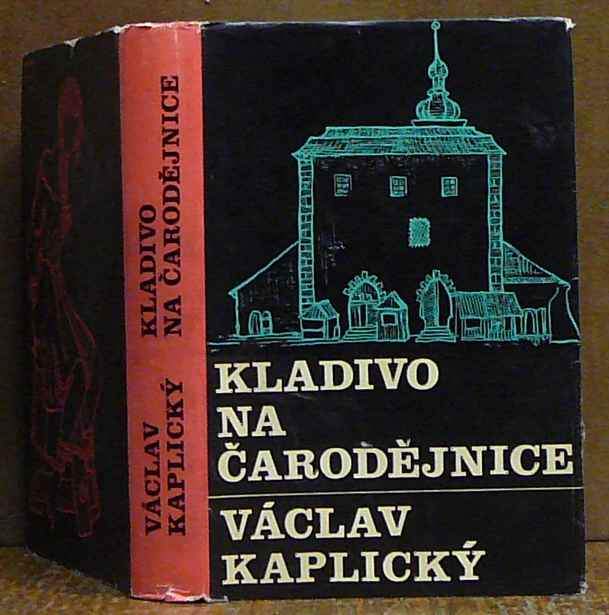 KLADIVO
NA ČARODĚJNICE
VÁCLAV
KAPLICKÝ
KLADIVO
NA
ČARODĚJNICE
VÁCLAV
KAPLICKÝ